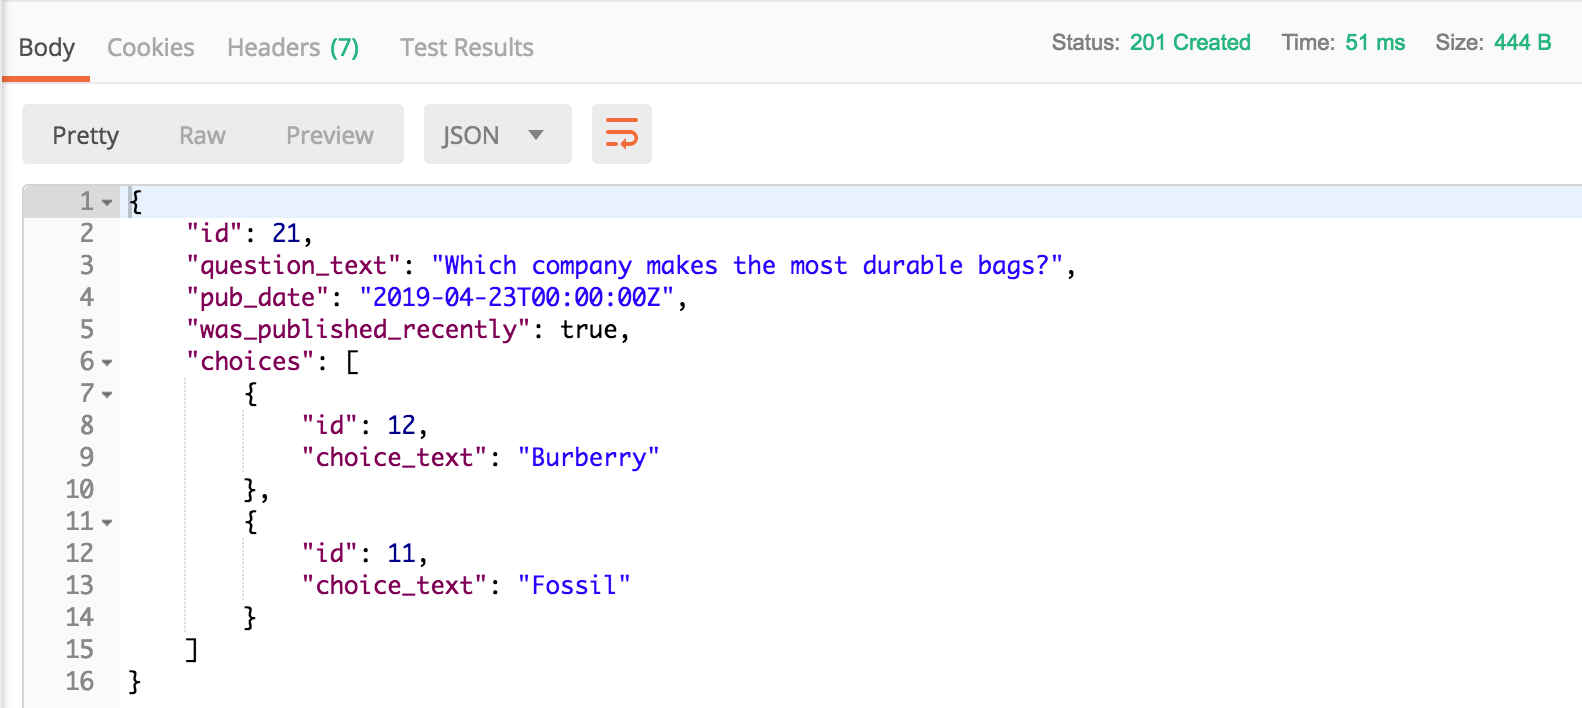 Body Cookies Headers (7) Test Results Status: 201 Created Time: 51 ms Size: 444 B
Pretty Raw Preview JSON
1 {
2 "id": 21,
3 "question_text": "Which company makes the most durable bags?",
4 "pub_date": "2019-04-23T00:00:00Z",
5 "was_published_recently": true,
6 "choices": [
7 {
8 "id": 12,
9 "choice_text": "Burberry"
10 },
11 {
12 "id": 11,
13 "choice_text": "Fossil"
14 }
15 ]
16 }